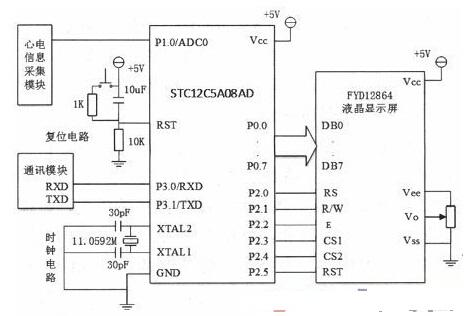 心电
信息
采集
模块
+5V
1K
10uF
10K
复位电路
通讯模块
RXD
TXD
时
钟
电
路
30pF
11.0592M
30pF
+5V
P1.0/ADC0
Vcc
STC12C5A08AD
RST
P0.0
P0.7
P3.0/RXD
P3.1/TXD
P2.0
P2.1
P2.2
P2.3
P2.4
P2.5
XTAL2
XTAL1
GND
+5V
FYD12864
液晶显示屏
Vcc
DB0
DB7
RS
R/W
E
CS1
CS2
RST
Vee
Vo
Vss